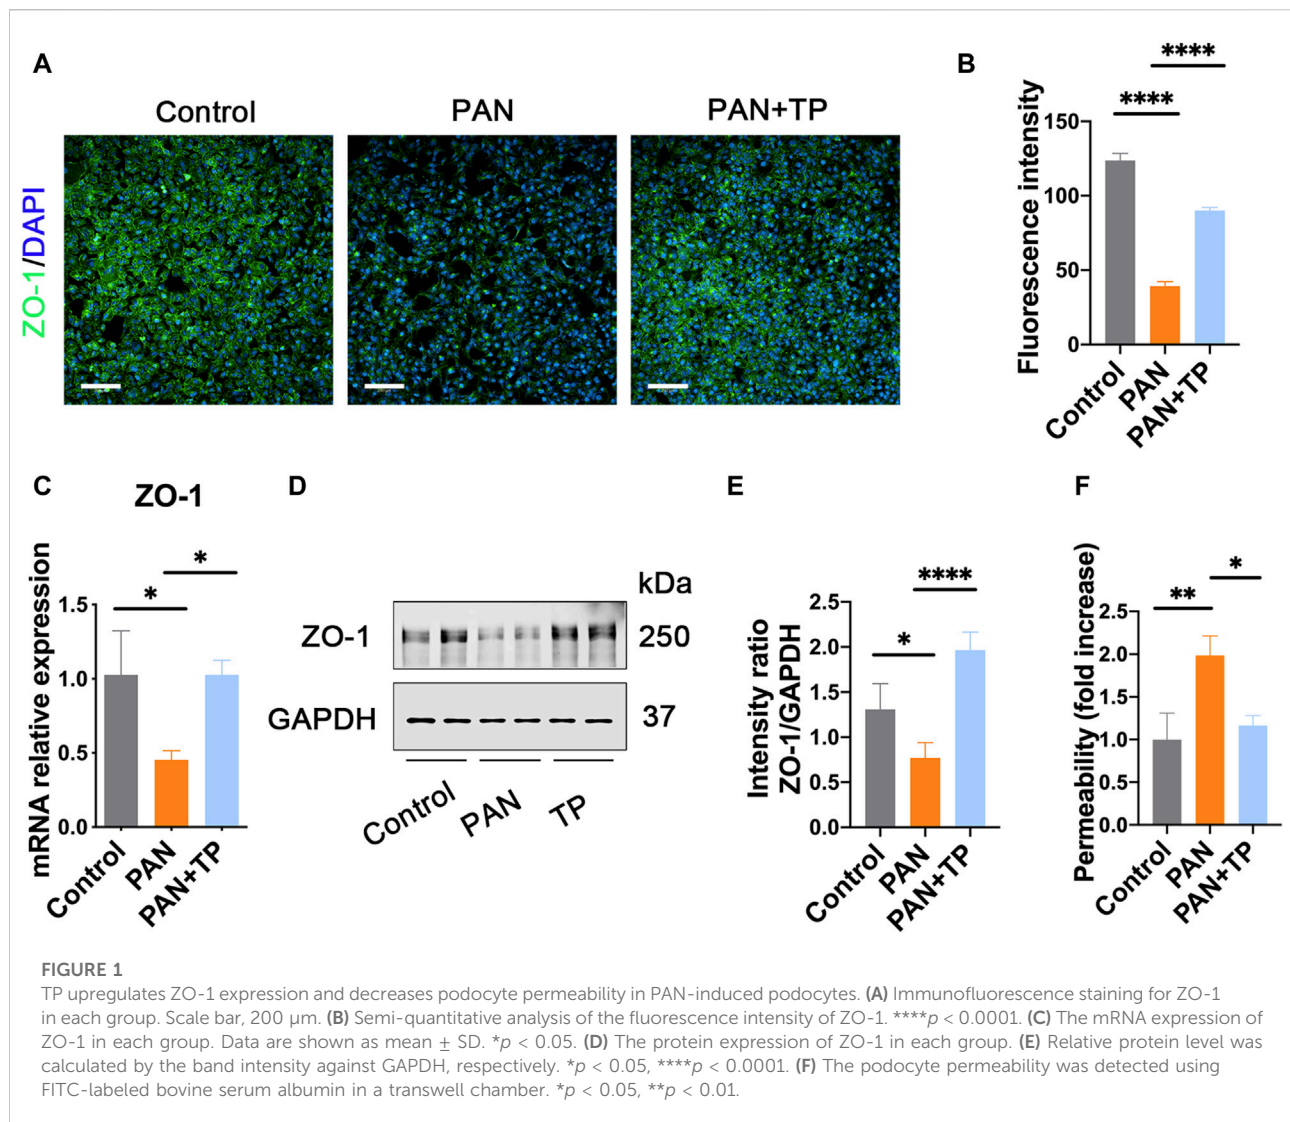 A
Control
PAN
PAN+TP
ZO-1/DAPI
B
****
****
Fluorescence intensity
150
100
50
0
Control
PAN
PAN+TP
C
ZO-1
*
*
mRNA relative expression
1.5
1.0
0.5
0.0
Control
PAN
PAN+TP
D
kDa
ZO-1
250
GAPDH
37
Control
PAN
TP
E
****
*
Intensity ratio
ZO-1/GAPDH
2.5
2.0
1.5
1.0
0.5
0.0
Control
PAN
PAN+TP
F
*
**
Permeability (fold increase)
2.5
2.0
1.5
1.0
0.5
0.0
Control
PAN
PAN+TP
FIGURE 1
TP upregulates ZO-1 expression and decreases podocyte permeability in PAN-induced podocytes. (A) Immunofluorescence staining for ZO-1
in each group. Scale bar, 200 µm. (B) Semi-quantitative analysis of the fluorescence intensity of ZO-1. ****p < 0.0001. (C) The mRNA expression of
ZO-1 in each group. Data are shown as mean ± SD. *p < 0.05. (D) The protein expression of ZO-1 in each group. (E) Relative protein level was
calculated by the band intensity against GAPDH, respectively. *p < 0.05, ****p < 0.0001. (F) The podocyte permeability was detected using
FITC-labeled bovine serum albumin in a transwell chamber. *p < 0.05, **p < 0.01.